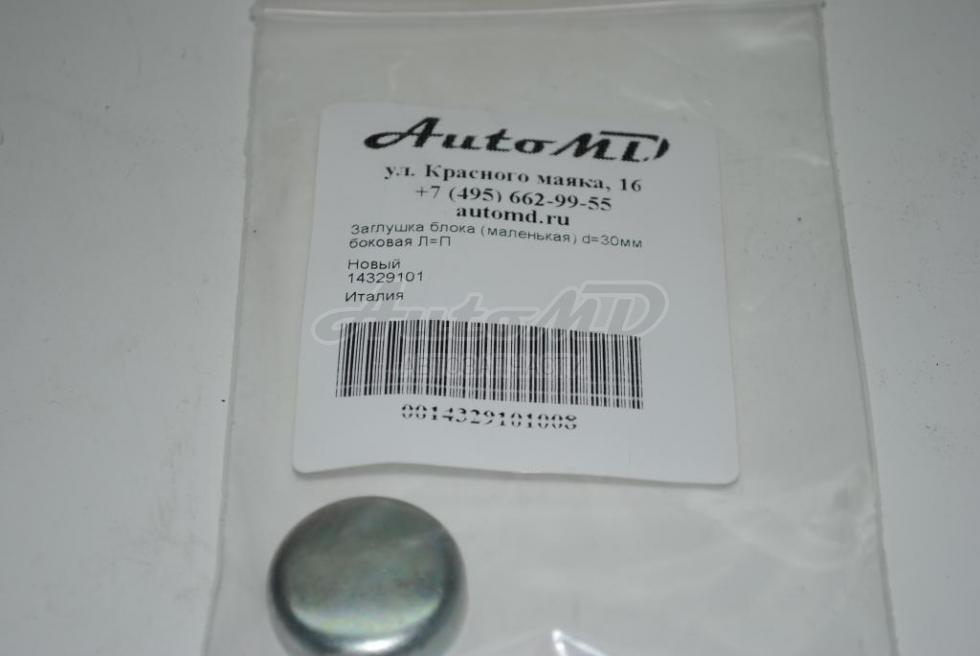 AutoMD
ул. Красного маяка, 16
+7 (495) 662-99-55
automd.ru
Заглушка блока (маленькая) d=30мм
боковая Л=П
Новый
14329101
Италия
AutoMD
АВТОЗАПЧАСТИ
0014329101008